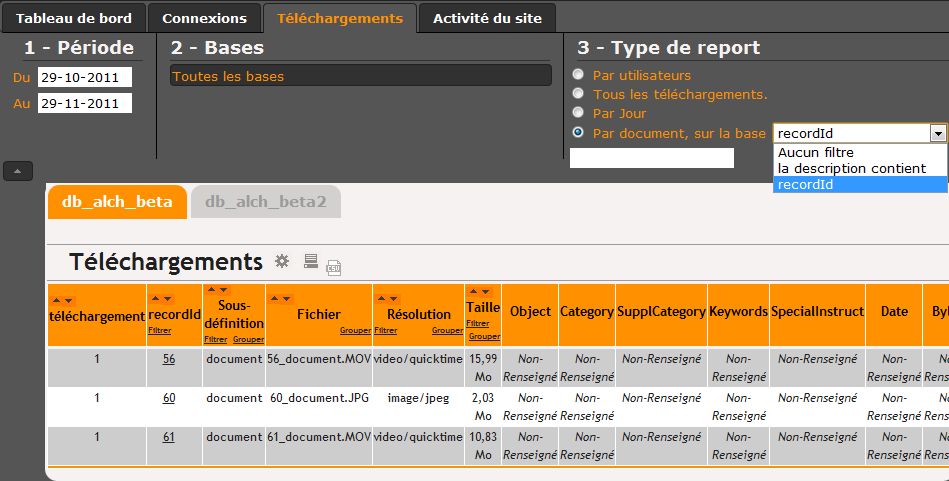 Tableau de bord Connexions Téléchargements Activité du site
1 - Période 2 - Bases 3 - Type de report
Du 29-10-2011 Toutes les bases Par utilisateurs
Tous les téléchargements.
Au 29-11-2011 Par Jour
Par document, sur la base recordId
Aucun filtre
la description contient
recordId
db_alch_beta db_alch_beta2
Téléchargements CSV
téléchargement recordId Sous-définition Fichier Résolution Taille Object Category SupplCategory Keywords SpecialInstruct Date
Filtrer Filtrer Grouper Grouper Filtrer Grouper Filtrer Grouper
1 56 document 56_document.MOV video/quicktime 15,99 Mo Non-Renseigné Non-Renseigné Non-Renseigné Non-Renseigné Non-Renseigné Non-Renseigné
1 60 document 60_document.JPG image/jpeg 2,03 Mo Non-Renseigné Non-Renseigné Non-Renseigné Non-Renseigné Non-Renseigné Non-Renseigné
1 61 document 61_document.MOV video/quicktime 10,83 Mo Non-Renseigné Non-Renseigné Non-Renseigné Non-Renseigné Non-Renseigné Non-Renseigné